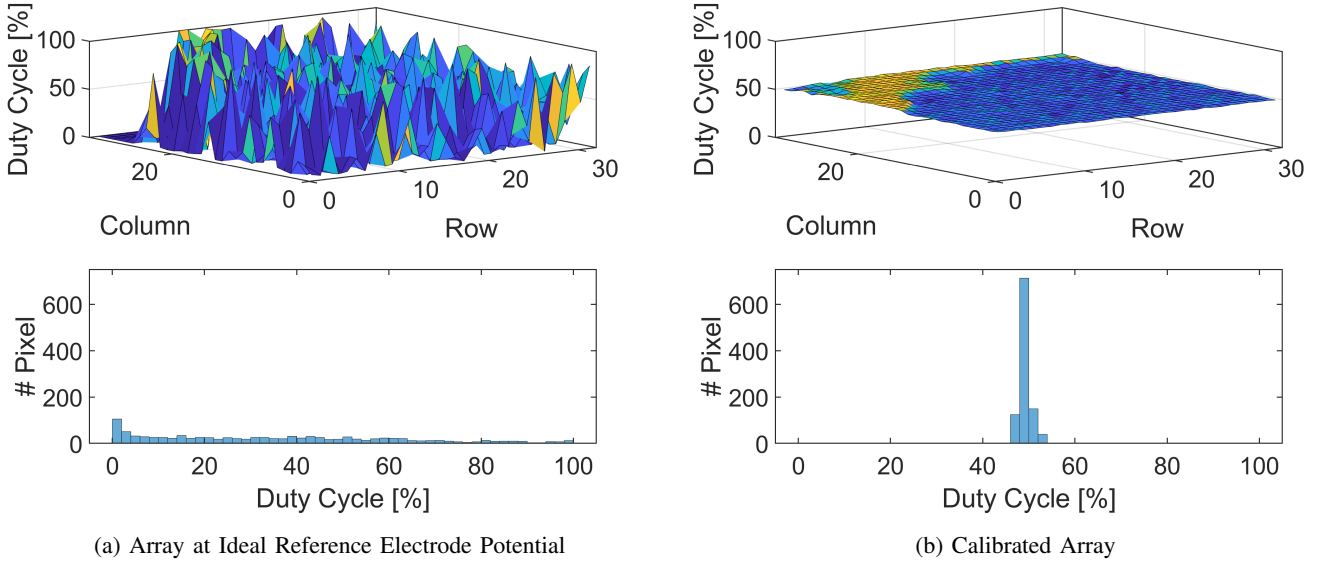 100
50
0
Duty Cycle [%]
20
0
Column
0
10
20
30
Row
100
50
0
Duty Cycle [%]
20
0
Column
0
10
20
30
Row
600
400
200
0
# Pixel
0 20 40 60 80 100
Duty Cycle [%]
600
400
200
0
# Pixel
0 20 40 60 80 100
Duty Cycle [%]
(a) Array at Ideal Reference Electrode Potential
(b) Calibrated Array